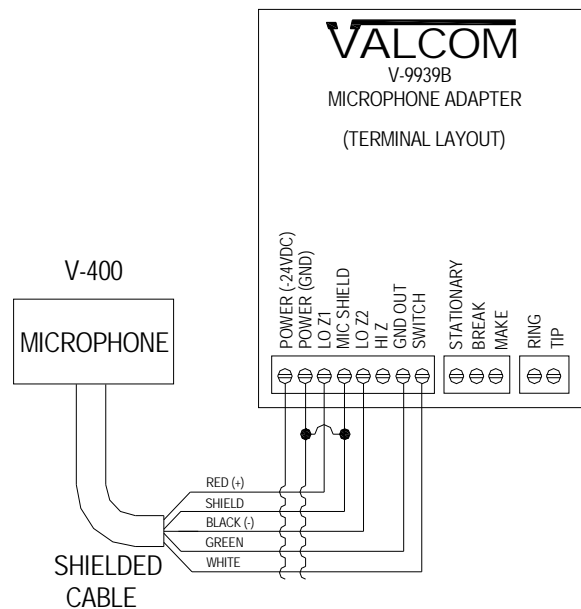 VALCOM
V-9939B
MICROPHONE ADAPTER
(TERMINAL LAYOUT)
V-400
MICROPHONE
POWER (-24VDC)
POWER (GND)
LO Z1
MIC SHIELD
LO Z2
HI Z
GND OUT
SWITCH
STATIONARY
BREAK
MAKE
RING
TIP
RED (+)
SHIELD
BLACK (-)
GREEN
WHITE
SHIELDED
CABLE